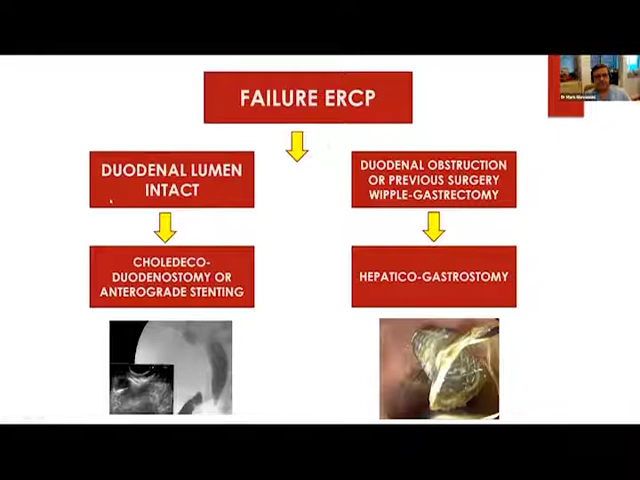 FAILURE ERCP
DUODENAL LUMEN
INTACT
DUODENAL OBSTRUCTION
OR PREVIOUS SURGERY
WIPPLE-GASTRECTOMY
CHOLEDECO-
DUODENOSTOMY OR
ANTEROGRADE STENTING
HEPATICO-GASTROSTOMY